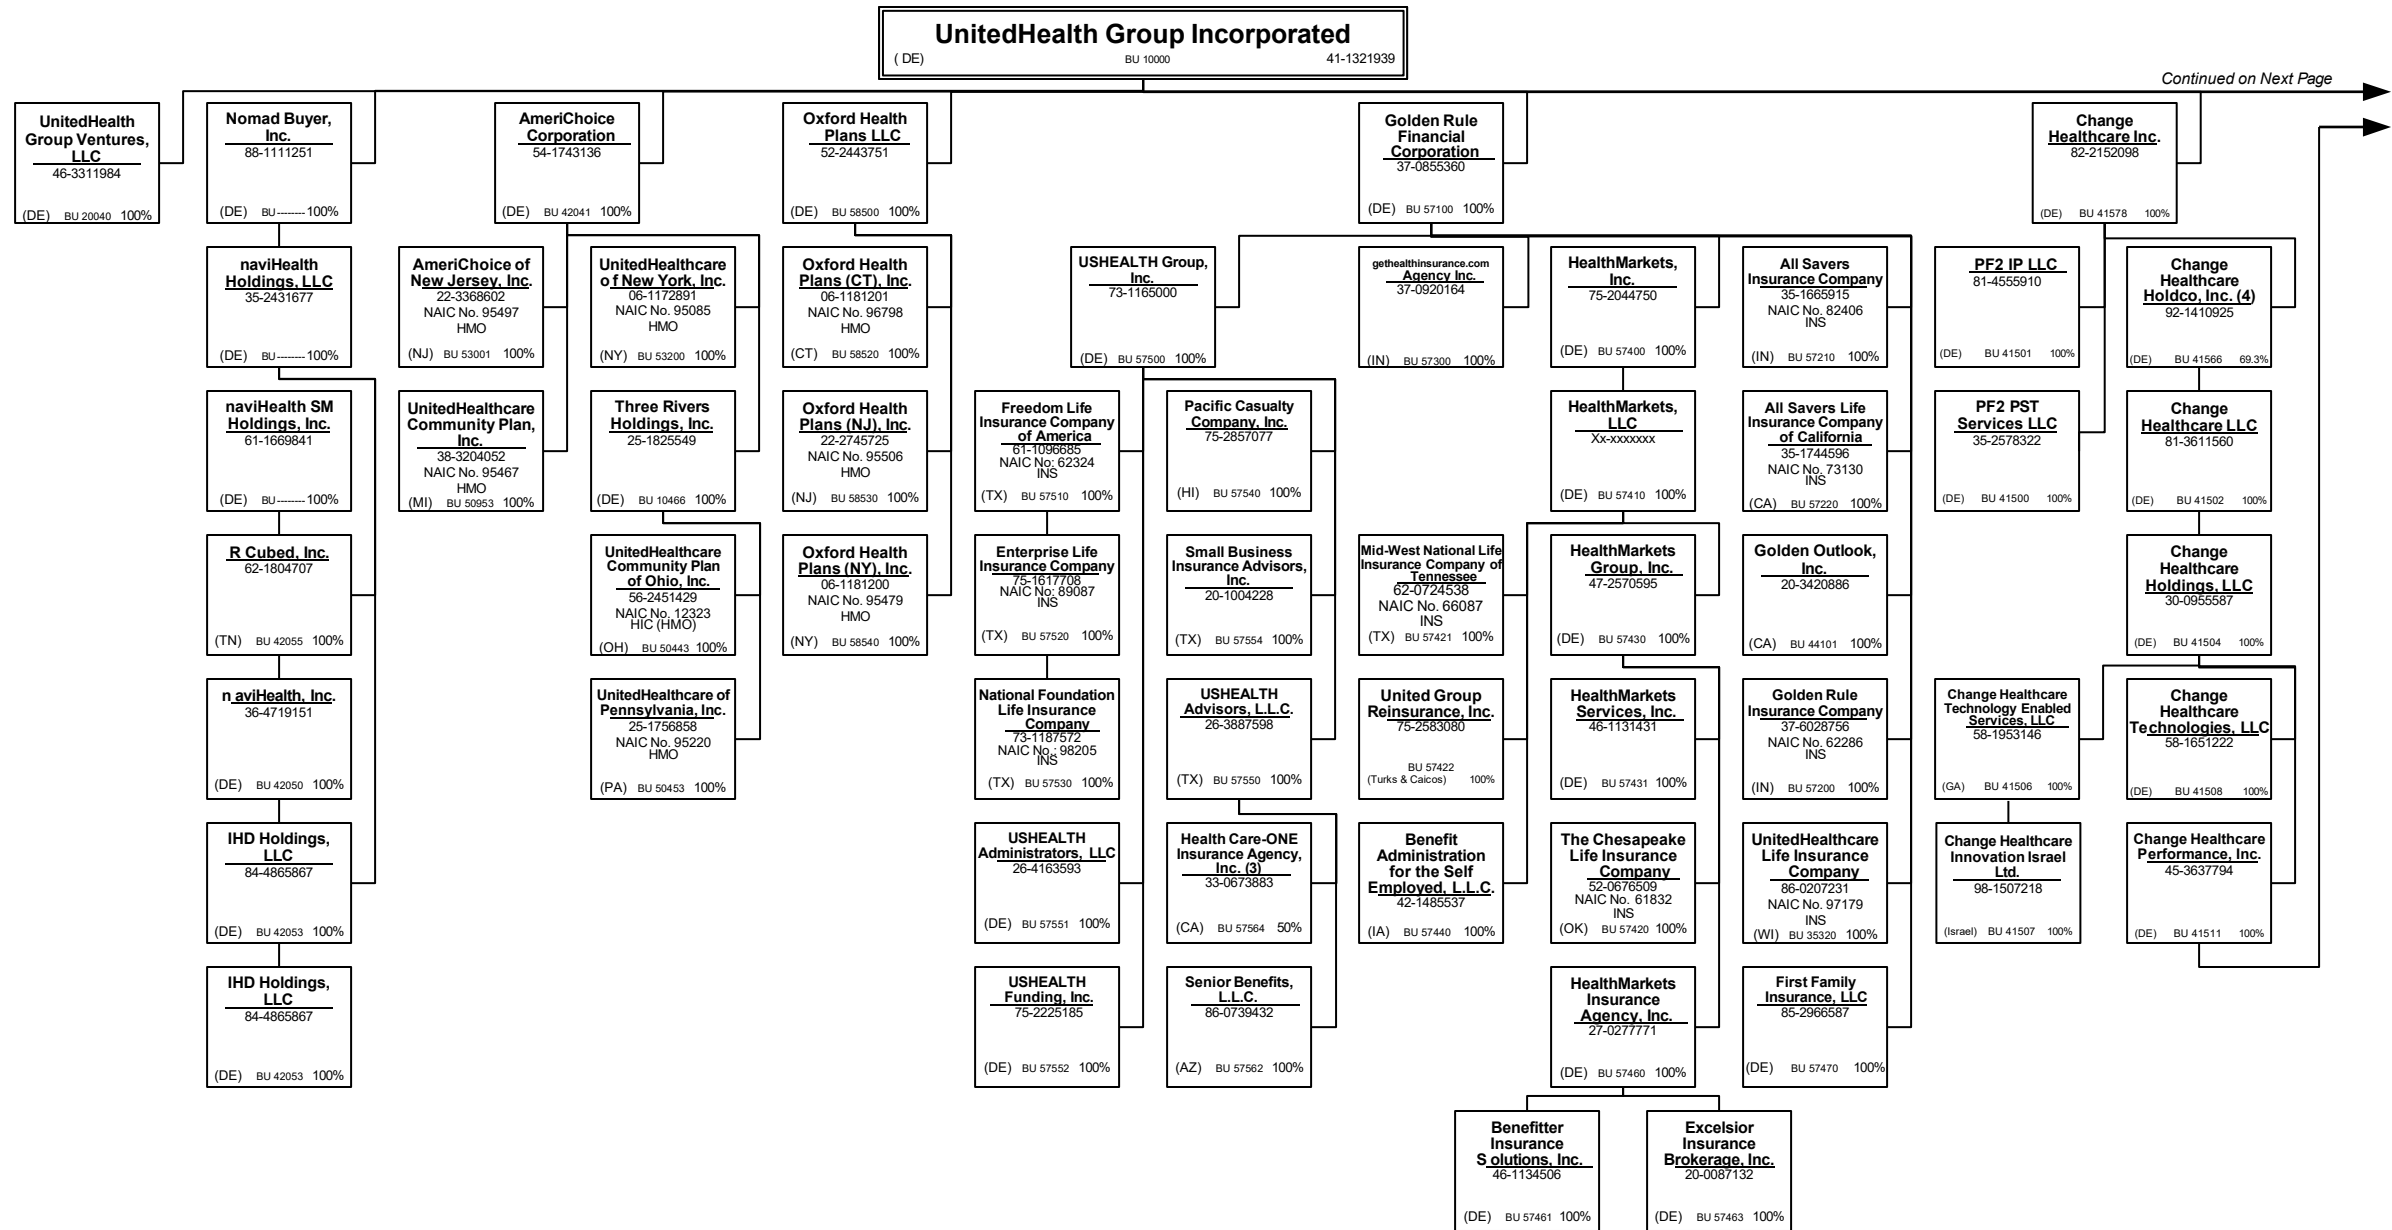 UnitedHealth Group Incorporated
( DE) BU 10000 41-1321939
Continued on Next Page
UnitedHealth
Group Ventures,
LLC
46-3311984
(DE) BU 20040 100%
Nomad Buyer,
Inc.
88-1111251
(DE) BU-------- 100%
naviHealth
Holdings, LLC
35-2431677
(DE) BU-------- 100%
naviHealth SM
Holdings, Inc.
61-1669841
(DE) BU-------- 100%
R Cubed, Inc.
62-1804707
(TN) BU 42055 100%
n aviHealth, Inc.
36-4719151
(DE) BU 42050 100%
IHD Holdings,
LLC
84-4865867
(DE) BU 42053 100%
IHD Holdings,
LLC
84-4865867
(DE) BU 42053 100%
AmeriChoice
Corporation
54-1743136
(DE) BU 42041 100%
AmeriChoice of
New Jersey, Inc.
22-3368602
NAIC No. 95497
HMO
(NJ) BU 53001 100%
UnitedHealthcare
Community Plan,
Inc.
38-3204052
NAIC No. 95467
HMO
(MI) BU 50953 100%
UnitedHealthcare
of New York, Inc.
06-1172891
NAIC No. 95085
HMO
(NY) BU 53200 100%
Three Rivers
Holdings, Inc.
25-1825549
(DE) BU 10466 100%
UnitedHealthcare
Community Plan
of Ohio, Inc.
56-2451429
NAIC No. 12323
HIC (HMO)
(OH) BU 50443 100%
UnitedHealthcare of
Pennsylvania, Inc.
25-1756858
NAIC No. 95220
HMO
(PA) BU 50453 100%
Oxford Health
Plans LLC
52-2443751
(DE) BU 58500 100%
Oxford Health
Plans (CT), Inc.
06-1181201
NAIC No. 96798
HMO
(CT) BU 58520 100%
Oxford Health
Plans (NJ), Inc.
22-2745725
NAIC No. 95506
HMO
(NJ) BU 58530 100%
Oxford Health
Plans (NY), Inc.
06-1181200
NAIC No. 95479
HMO
(NY) BU 58540 100%
Golden Rule
Financial
Corporation
37-0855360
(DE) BU 57100 100%
USHEALTH Group,
Inc.
73-1165000
(DE) BU 57500 100%
Freedom Life
Insurance Company
of America
61-1096685
NAIC No: 62324
INS
(TX) BU 57510 100%
Enterprise Life
Insurance Company
75-1617708
NAIC No: 89087
INS
(TX) BU 57520 100%
National Foundation
Life Insurance
Company
73-1187572
NAIC No.: 98205
INS
(TX) BU 57530 100%
USHEALTH
Administrators, LLC
26-4163593
(DE) BU 57551 100%
USHEALTH
Funding, Inc.
75-2225185
(DE) BU 57552 100%
Pacific Casualty
Company, Inc.
75-2857077
(HI) BU 57540 100%
Small Business
Insurance Advisors,
Inc.
20-1004228
(TX) BU 57554 100%
USHEALTH
Advisors, L.L.C.
26-3887598
(TX) BU 57550 100%
Health Care-ONE
Insurance Agency,
Inc. (3)
33-0673883
(CA) BU 57564 50%
Senior Benefits,
L.L.C.
86-0739432
(AZ) BU 57562 100%
gethealthinsurance.com
Agency Inc.
37-0920164
(IN) BU 57300 100%
HealthMarkets,
Inc.
75-2044750
(DE) BU 57400 100%
HealthMarkets,
LLC
Xx-xxxxxxx
(DE) BU 57410 100%
Mid-West National Life
Insurance Company of
Tennessee
62-0724538
NAIC No. 66087
INS
(TX) BU 57421 100%
United Group
Reinsurance, Inc.
75-2583080
BU 57422
(Turks & Caicos) 100%
Benefit
Administration
for the Self
Employed, L.L.C.
42-1485537
(IA) BU 57440 100%
HealthMarkets
Group, Inc.
47-2570595
(DE) BU 57430 100%
HealthMarkets
Services, Inc.
46-1131431
(DE) BU 57431 100%
The Chesapeake
Life Insurance
Company
52-0676509
NAIC No. 61832
INS
(OK) BU 57420 100%
HealthMarkets
Insurance
Agency, Inc.
27-0277771
(DE) BU 57460 100%
Benefitter
Insurance
S olutions, Inc.
46-1134506
(DE) BU 57461 100%
Excelsior
Insurance
Brokerage, Inc.
20-0087132
(DE) BU 57463 100%
All Savers
Insurance Company
35-1665915
NAIC No. 82406
INS
(IN) BU 57210 100%
All Savers Life
Insurance Company
of California
35-1744596
NAIC No. 73130
INS
(CA) BU 57220 100%
Golden Outlook,
Inc.
20-3420886
(CA) BU 44101 100%
Golden Rule
Insurance Company
37-6028756
NAIC No. 62286
INS
(IN) BU 57200 100%
UnitedHealthcare
Life Insurance
Company
86-0207231
NAIC No. 97179
INS
(WI) BU 35320 100%
First Family
Insurance, LLC
85-2966587
(DE) BU 57470 100%
Change
Healthcare Inc.
82-2152098
(DE) BU 41578 100%
PF2 IP LLC
81-4555910
(DE) BU 41501 100%
PF2 PST
Services LLC
35-2578322
(DE) BU 41500 100%
Change
Healthcare
Holdco, Inc. (4)
92-1410925
(DE) BU 41566 69.3%
Change
Healthcare LLC
81-3611560
(DE) BU 41502 100%
Change
Healthcare
Holdings, LLC
30-0955587
(DE) BU 41504 100%
Change Healthcare
Technology Enabled
Services, LLC
58-1953146
(GA) BU 41506 100%
Change Healthcare
Innovation Israel
Ltd.
98-1507218
(Israel) BU 41507 100%
Change
Healthcare
Technologies, LLC
58-1651222
(DE) BU 41508 100%
Change Healthcare
Performance, Inc.
45-3637794
(DE) BU 41511 100%